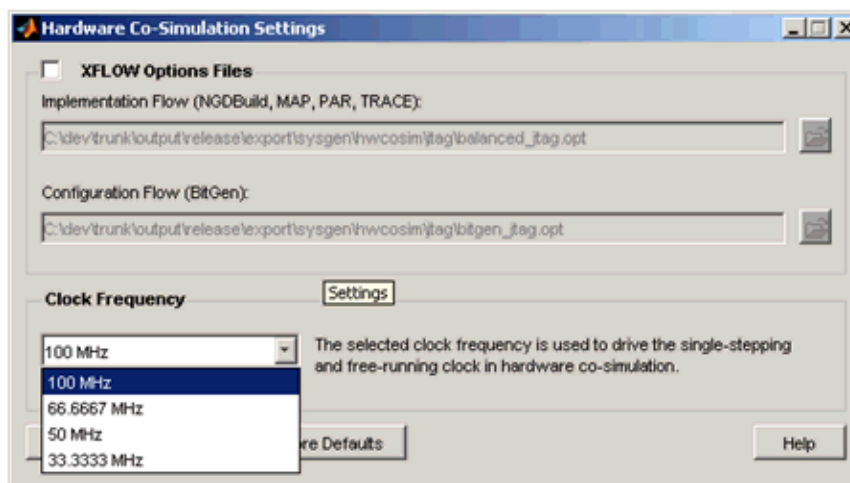 Hardware Co-Simulation Settings
XFLOW Options Files
Implementation Flow (NGDBuild, MAP, PAR, TRACE):
C:\dev\trunk\output\release\export\sysgen\hwcosim\jtag\balanced_jtag.opt
Configuration Flow (BitGen):
C:\dev\trunk\output\release\export\sysgen\hwcosim\jtag\bitgen_jtag.opt
Settings
Clock Frequency
100 MHz
The selected clock frequency is used to drive the single-stepping
and free-running clock in hardware co-simulation.
100 MHz
66.6667 MHz
50 MHz
33.3333 MHz
Defaults
Help